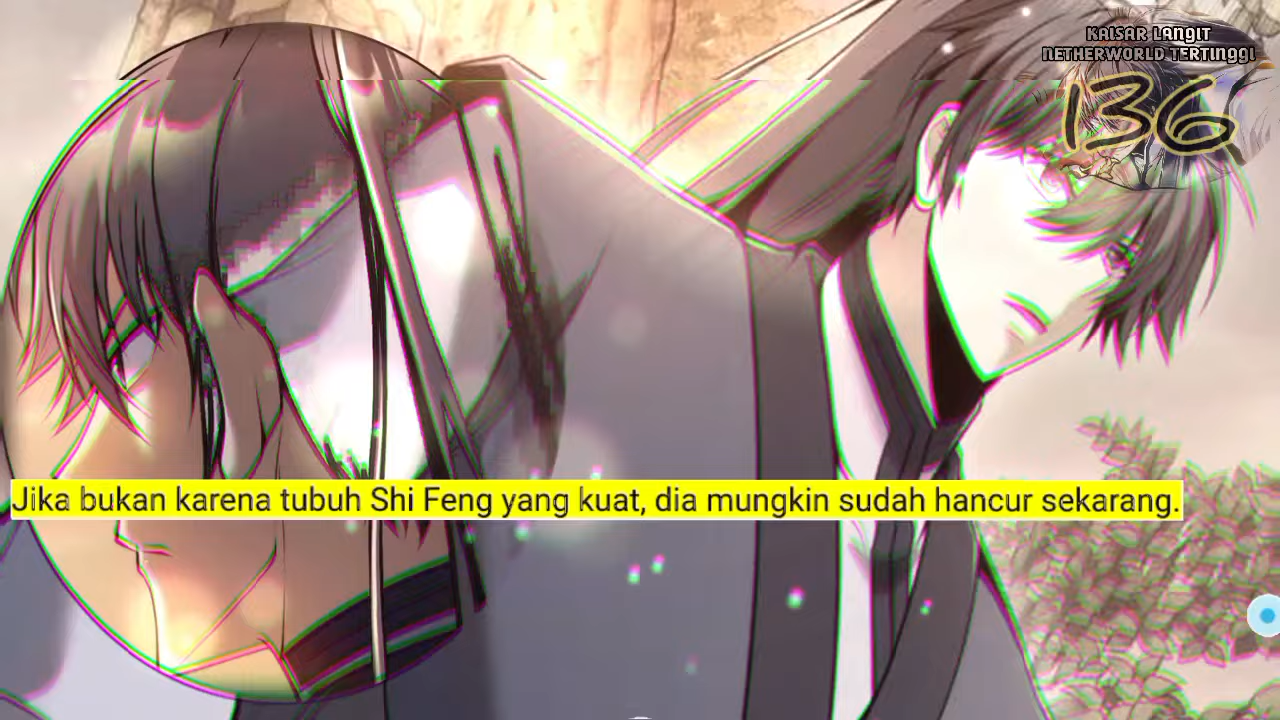 KAISAR LANGIT
NETHERWORLD TERTINGGI
136
Jika bukan karena tubuh Shi Feng yang kuat, dia mungkin sudah hancur sekarang.